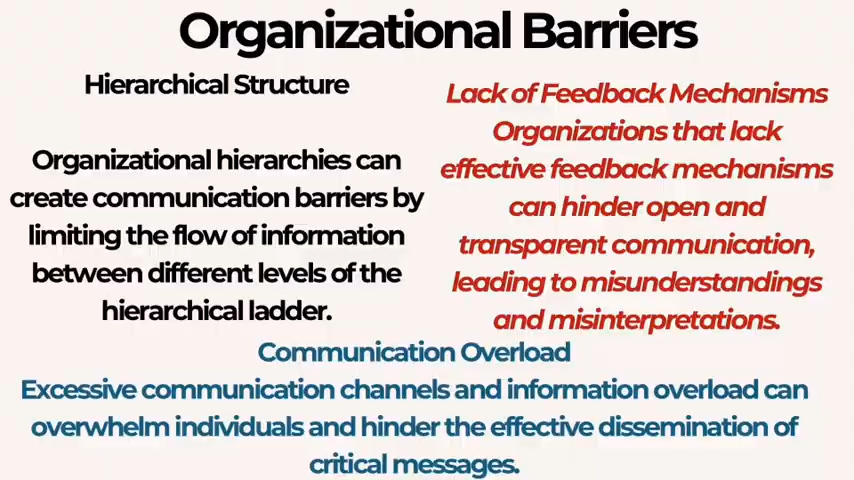 Organizational Barriers
Hierarchical Structure
Organizational hierarchies can
create communication barriers by
limiting the flow of information
between different levels of the
hierarchical ladder.
Lack of Feedback Mechanisms
Organizations that lack
effective feedback mechanisms
can hinder open and
transparent communication,
leading to misunderstandings
and misinterpretations.
Communication Overload
Excessive communication channels and information overload can
overwhelm individuals and hinder the effective dissemination of
critical messages.